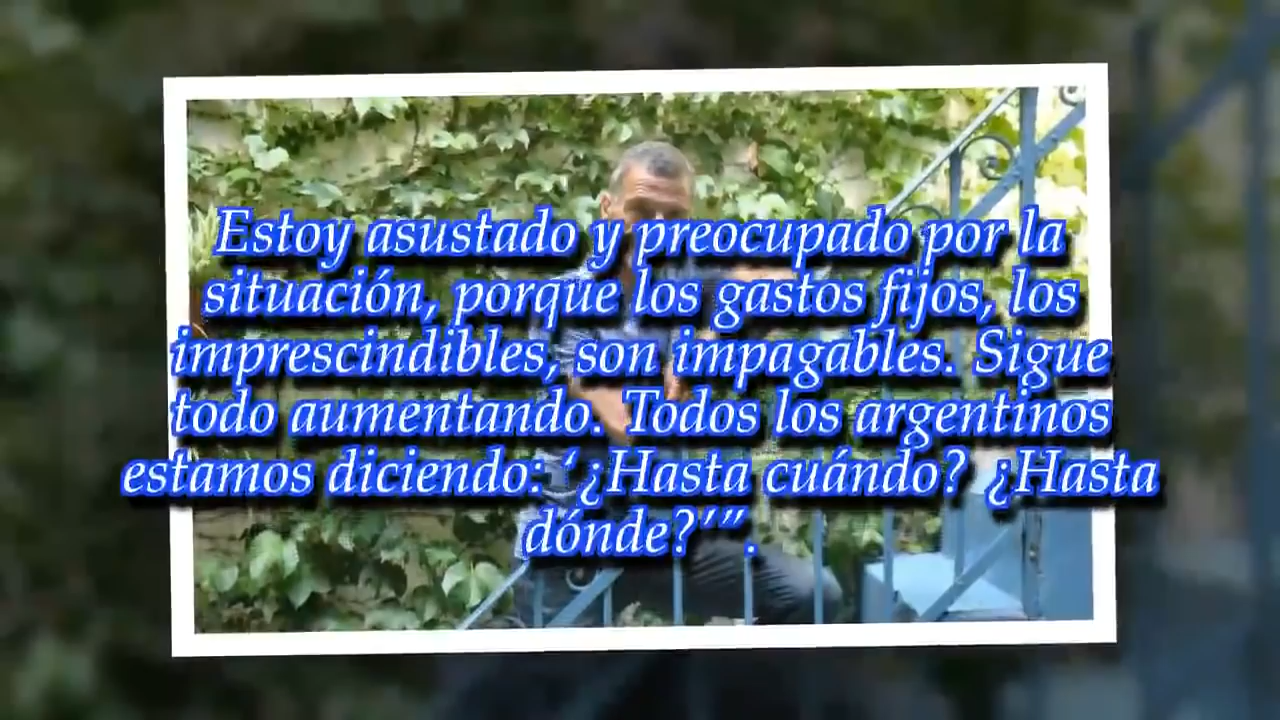 Estoy asustado y preocupado por la
situación, porque los gastos fijos, los
imprescindibles, son impagables. Sigue
todo aumentando. Todos los argentinos
estamos diciendo: ‘¿Hasta cuándo? ¿Hasta
dónde?’”.